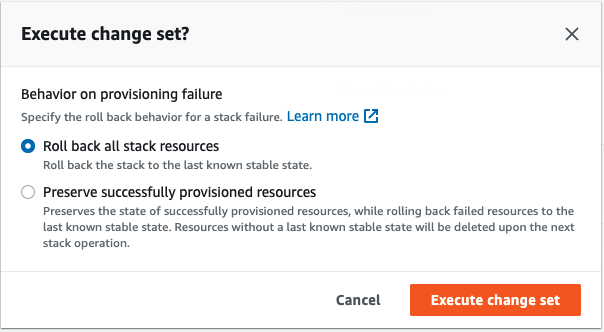 Execute change set?
Behavior on provisioning failure
Specify the roll back behavior for a stack failure. Learn more
Roll back all stack resources
Roll back the stack to the last known stable state.
Preserve successfully provisioned resources
Preserves the state of successfully provisioned resources, while rolling back failed resources to the
last known stable state. Resources without a last known stable state will be deleted upon the next
stack operation.
Cancel Execute change set